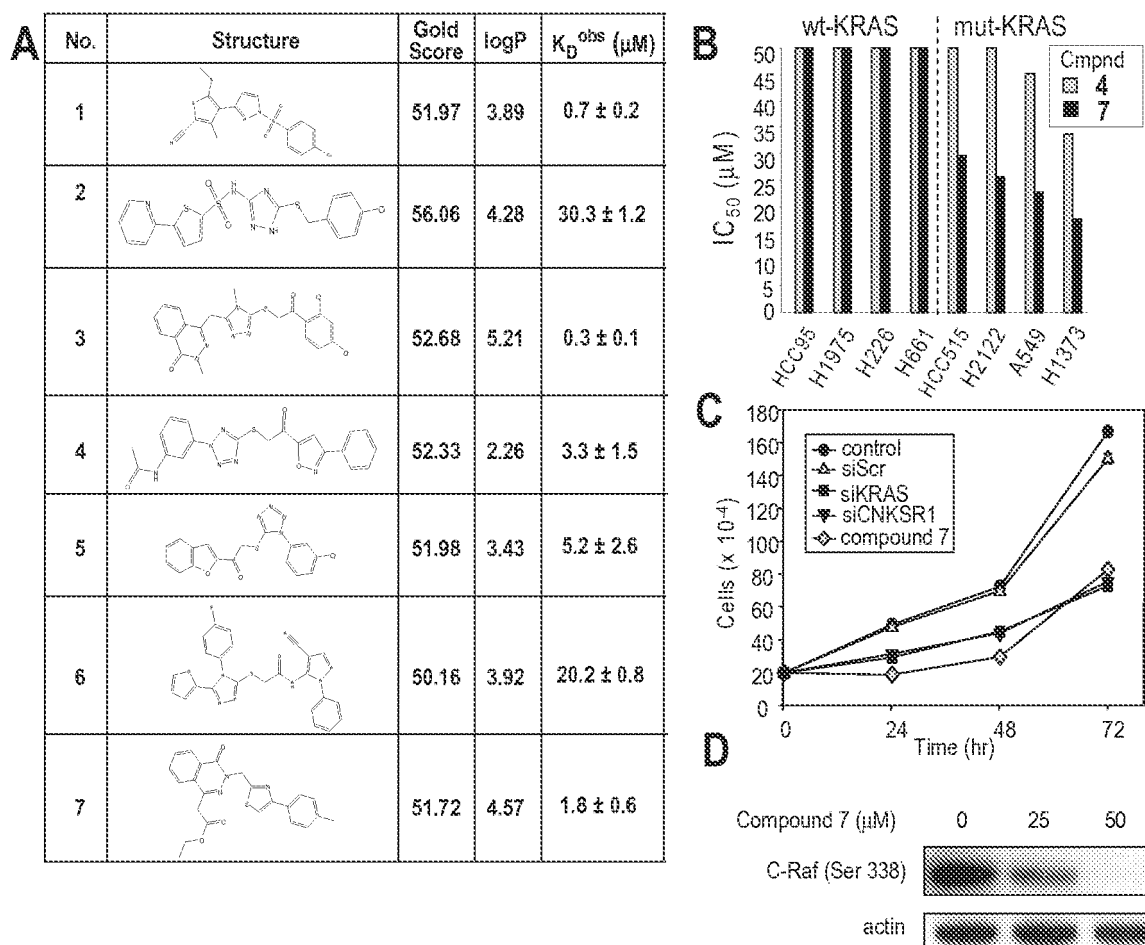 A
No. Structure Gold Score logP K_D^obs (μM)
1 51.97 3.89 0.7 ± 0.2
2 56.06 4.28 30.3 ± 1.2
3 52.68 5.21 0.3 ± 0.1
4 52.33 2.26 3.3 ± 1.5
5 51.98 3.43 5.2 ± 2.6
6 50.16 3.92 20.2 ± 0.8
7 51.72 4.57 1.8 ± 0.6
B
wt-KRAS mut-KRAS
Cmpnd
4
7
IC50 (μM)
50
45
40
35
30
25
20
15
10
5
0
HCC95 H1975 H226 H661 HCC515 H2122 A549 H1373
C
control
siScr
siKRAS
siCNKSR1
compound 7
Cells (x 10-4)
180
160
140
120
100
80
60
40
20
0
0 24 48 72
Time (hr)
D
Compound 7 (μM) 0 25 50
C-Raf (Ser 338)
actin